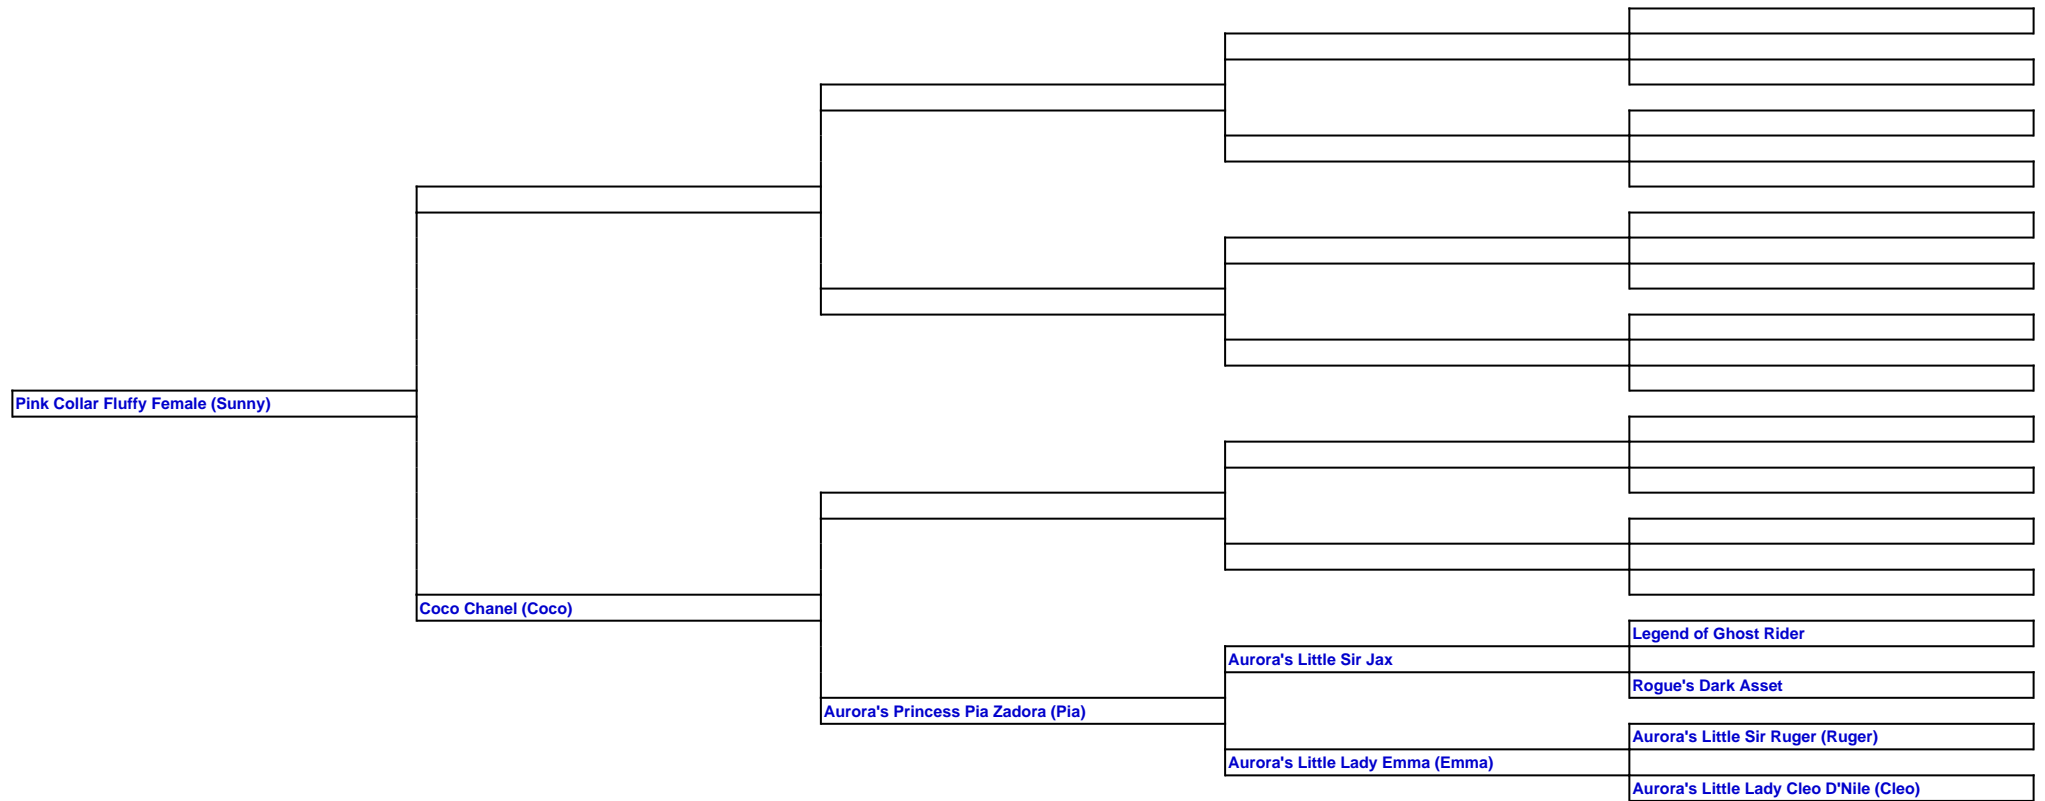 Pink Collar Fluffy Female (Sunny)
Coco Chanel (Coco)
Legend of Ghost Rider
Aurora's Little Sir Jax
Rogue's Dark Asset
Aurora's Princess Pia Zadora (Pia)
Aurora's Little Sir Ruger (Ruger)
Aurora's Little Lady Emma (Emma)
Aurora's Little Lady Cleo D'Nile (Cleo)